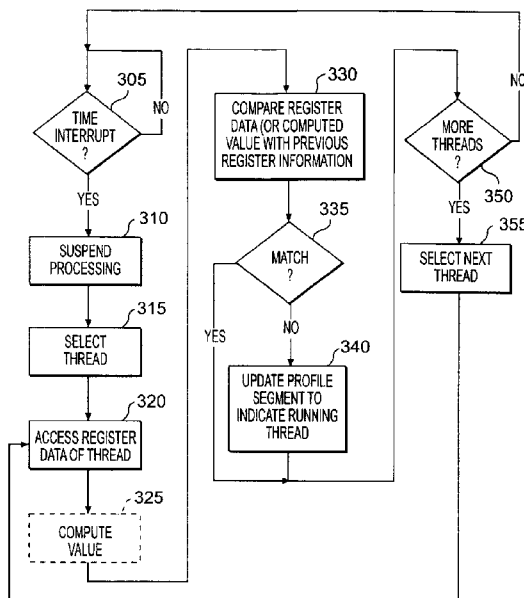 305
TIME
INTERRUPT
?
NO
YES
310
SUSPEND
PROCESSING
315
SELECT
THREAD
320
ACCESS REGISTER
DATA OF THREAD
325
COMPUTE
VALUE
330
COMPARE REGISTER
DATA (OR COMPUTED
VALUE WITH PREVIOUS
REGISTER INFORMATION
335
MATCH
?
YES
NO
340
UPDATE PROFILE
SEGMENT TO
INDICATE RUNNING
THREAD
NO
MORE
THREADS
?
350
YES
355
SELECT NEXT
THREAD